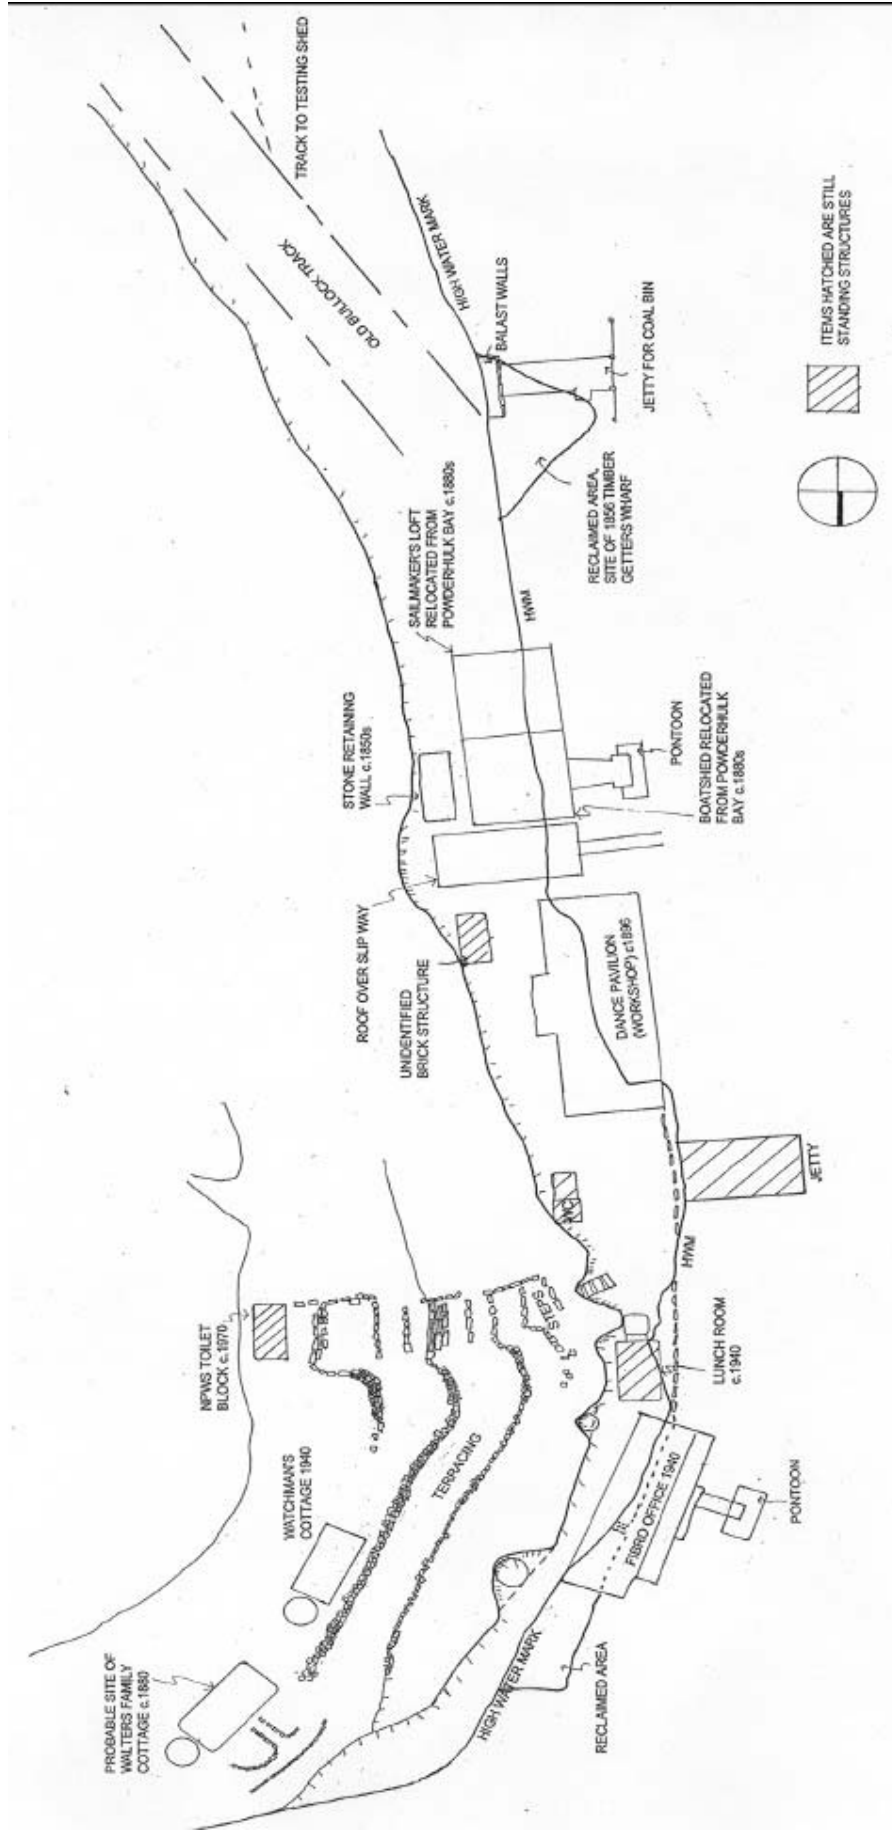 PROBABLE SITE OF
WALTERS FAMILY
COTTAGE c.1880
WATCHMAN'S
COTTAGE 1940
NPWS TOILET
BLOCK c.1970
TERRACING
STEPS
HIGH WATER MARK
RECLAIMED AREA
FIBRO OFFICE 1940
PONTOON
LUNCH ROOM
c.1940
WC
HWM
JETTY
UNIDENTIFIED
BRICK STRUCTURE
ROOF OVER SLIP WAY
STONE RETAINING
WALL c.1850s
DANCE PAVILION
(WORKSHOP) c1896
SAILMAKER'S LOFT
RELOCATED FROM
POWDERHULK BAY c.1880s
HWM
PONTOON
BOATSHED RELOCATED
FROM POWDERHULK
BAY c.1880s
OLD BULLOCK TRACK
TRACK TO TESTING SHED
HIGH WATER MARK
BALAST WALLS
RECLAIMED AREA,
SITE OF 1856 TIMBER
GETTERS WHARF
JETTY FOR COAL BIN
ITEMS HATCHED ARE STILL
STANDING STRUCTURES